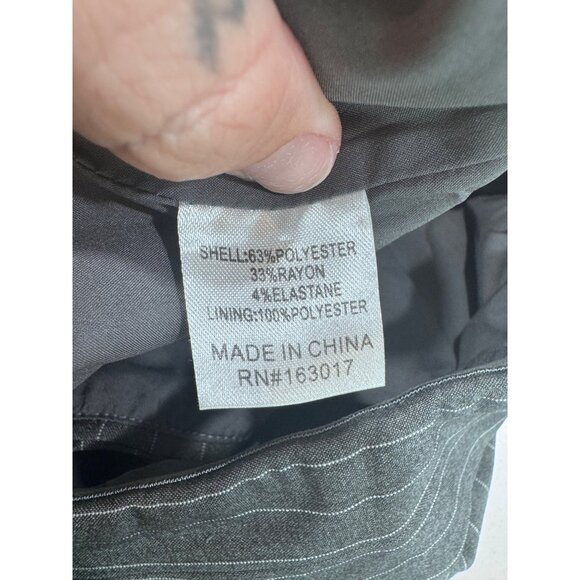 SHELL:63%POLYESTER
33%RAYON
4%ELASTANE
LINING:100%POLYESTER
MADE IN CHINA
RN#163017